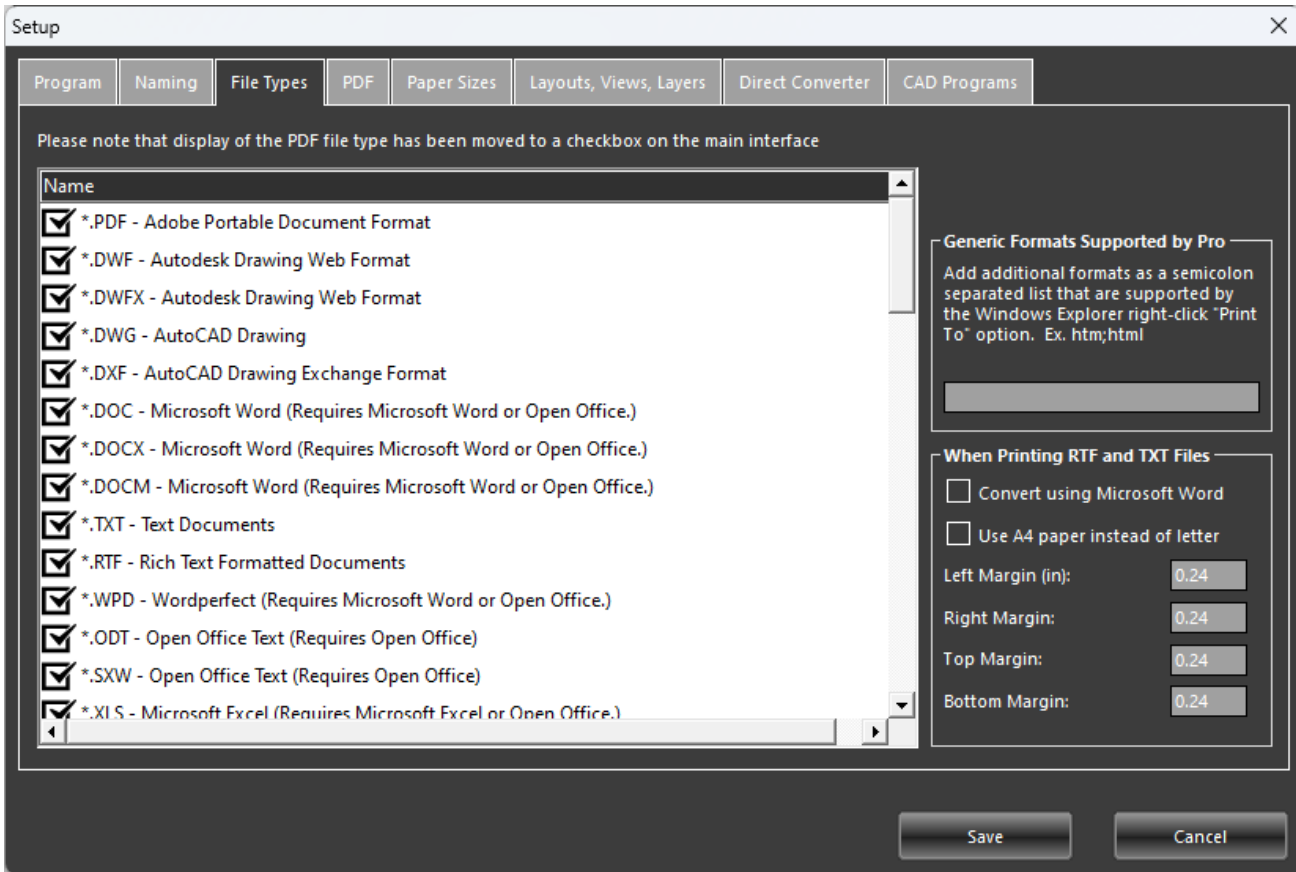 Setup
Program
Naming
File Types
PDF
Paper Sizes
Layouts, Views, Layers
Direct Converter
CAD Programs
Please note that display of the PDF file type has been moved to a checkbox on the main interface
Name
*.PDF - Adobe Portable Document Format
*.DWF - Autodesk Drawing Web Format
*.DWFX - Autodesk Drawing Web Format
*.DWG - AutoCAD Drawing
*.DXF - AutoCAD Drawing Exchange Format
*.DOC - Microsoft Word (Requires Microsoft Word or Open Office.)
*.DOCX - Microsoft Word (Requires Microsoft Word or Open Office.)
*.DOCM - Microsoft Word (Requires Microsoft Word or Open Office.)
*.TXT - Text Documents
*.RTF - Rich Text Formatted Documents
*.WPD - Wordperfect (Requires Microsoft Word or Open Office.)
*.ODT - Open Office Text (Requires Open Office)
*.SXW - Open Office Text (Requires Open Office)
*.XLS - Microsoft Excel (Requires Microsoft Excel or Open Office.)
Generic Formats Supported by Pro
Add additional formats as a semicolon
separated list that are supported by
the Windows Explorer right-click "Print
To" option. Ex. htm;html
When Printing RTF and TXT Files
Convert using Microsoft Word
Use A4 paper instead of letter
Left Margin (in): 0.24
Right Margin: 0.24
Top Margin: 0.24
Bottom Margin: 0.24
Save
Cancel